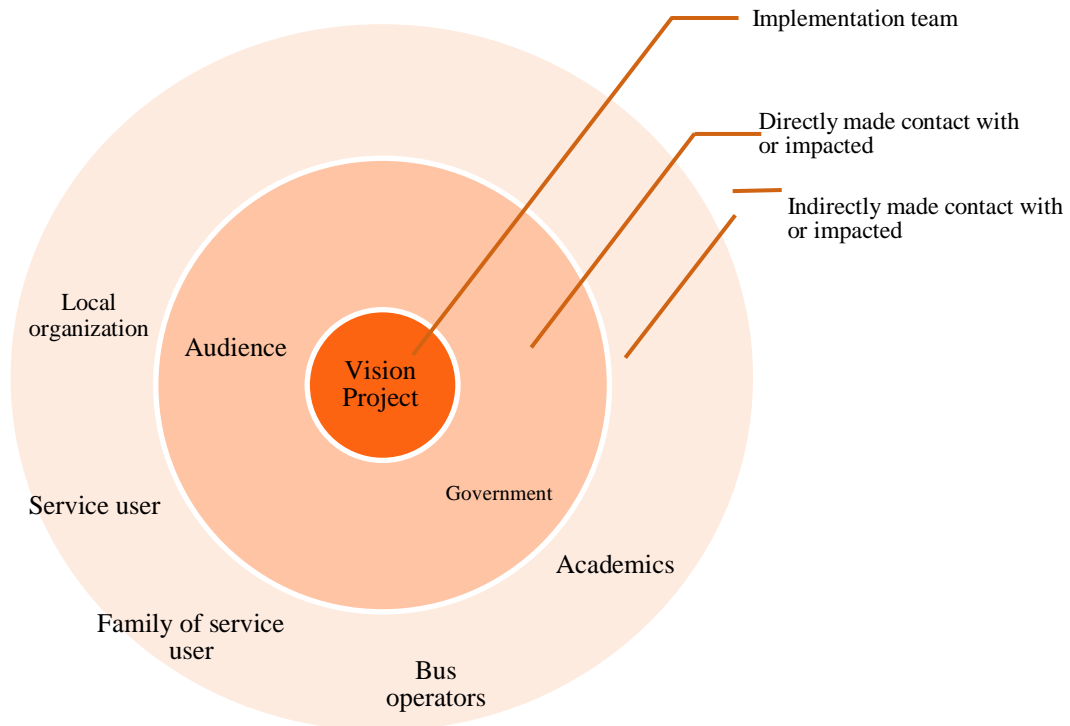 Implementation team
Directly made contact with
or impacted
Indirectly made contact with
or impacted
Local
organization
Audience
Vision
Project
Government
Service user
Academics
Family of service
user
Bus
operators